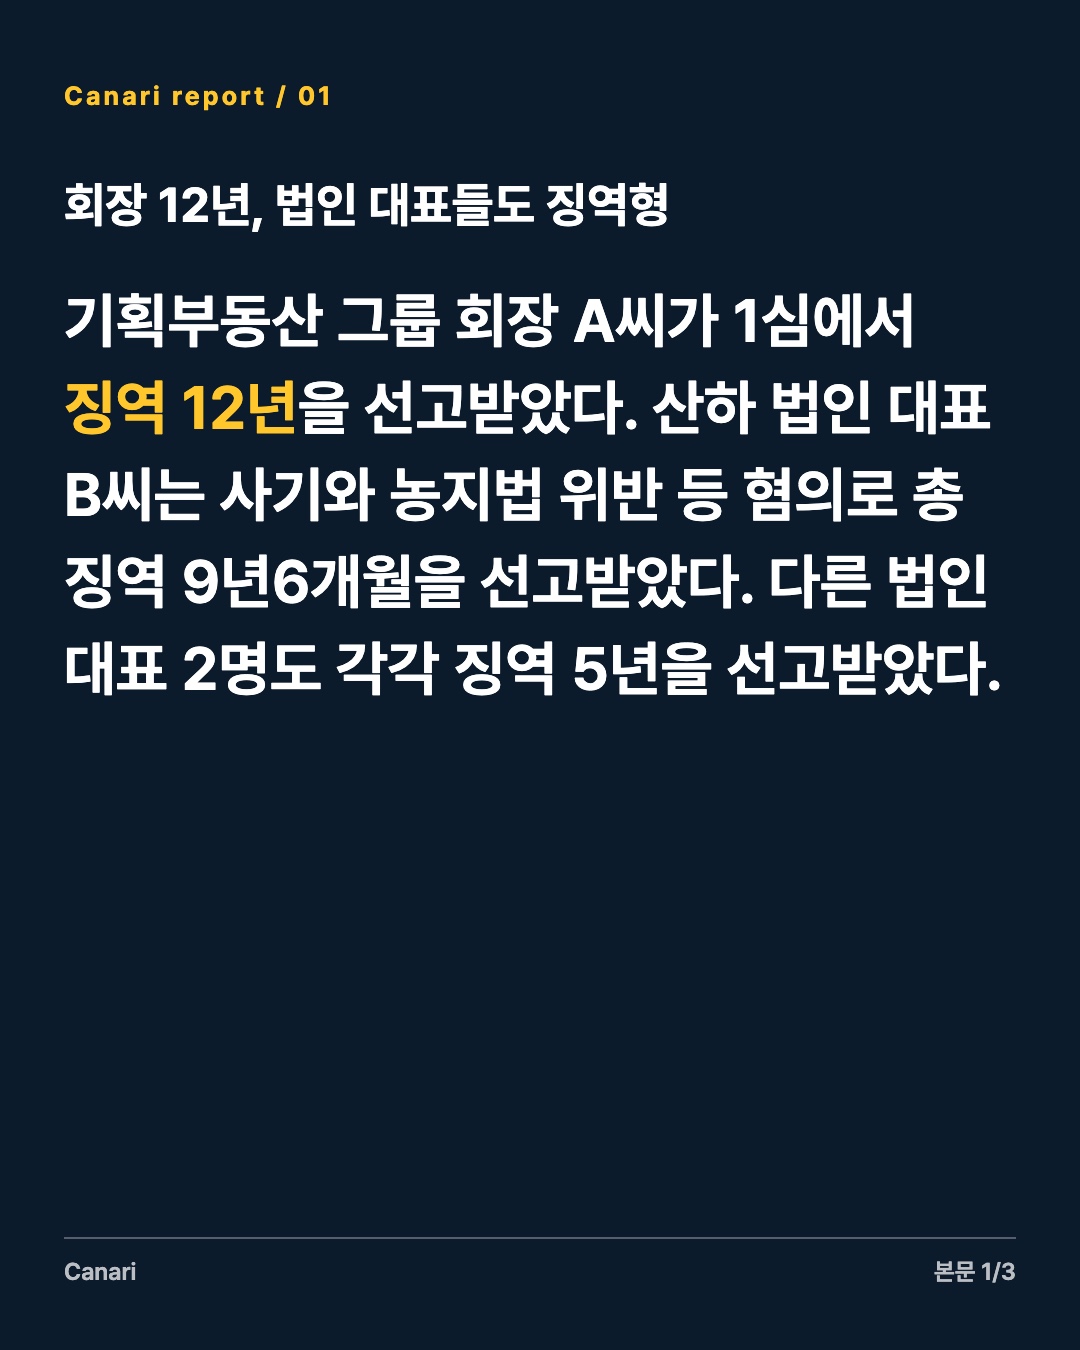 Canari report / 01
회장 12년, 법인 대표들도 징역형
기획부동산 그룹 회장 A씨가 1심에서
징역 12년을 선고받았다. 산하 법인 대표
B씨는 사기와 농지법 위반 등 혐의로 총
징역 9년6개월을 선고받았다. 다른 법인
대표 2명도 각각 징역 5년을 선고받았다.
Canari
본문 1/3